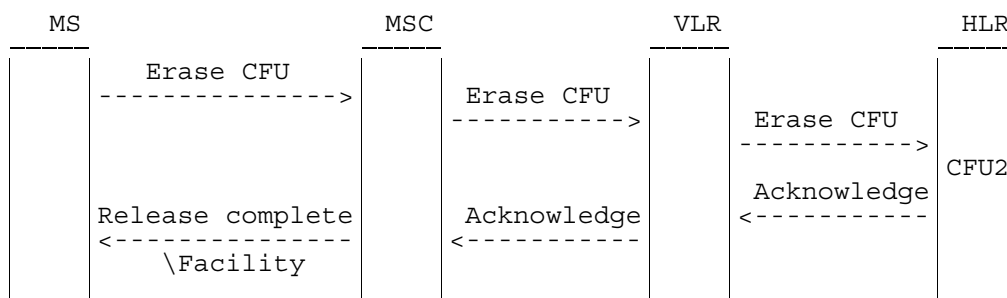 MS MSC VLR HLR
Erase CFU
--------------->
Erase CFU
----------->
Erase CFU
----------->
CFU2
Acknowledge
<-----------
Release complete Acknowledge
<--------------- <-----------
\Facility